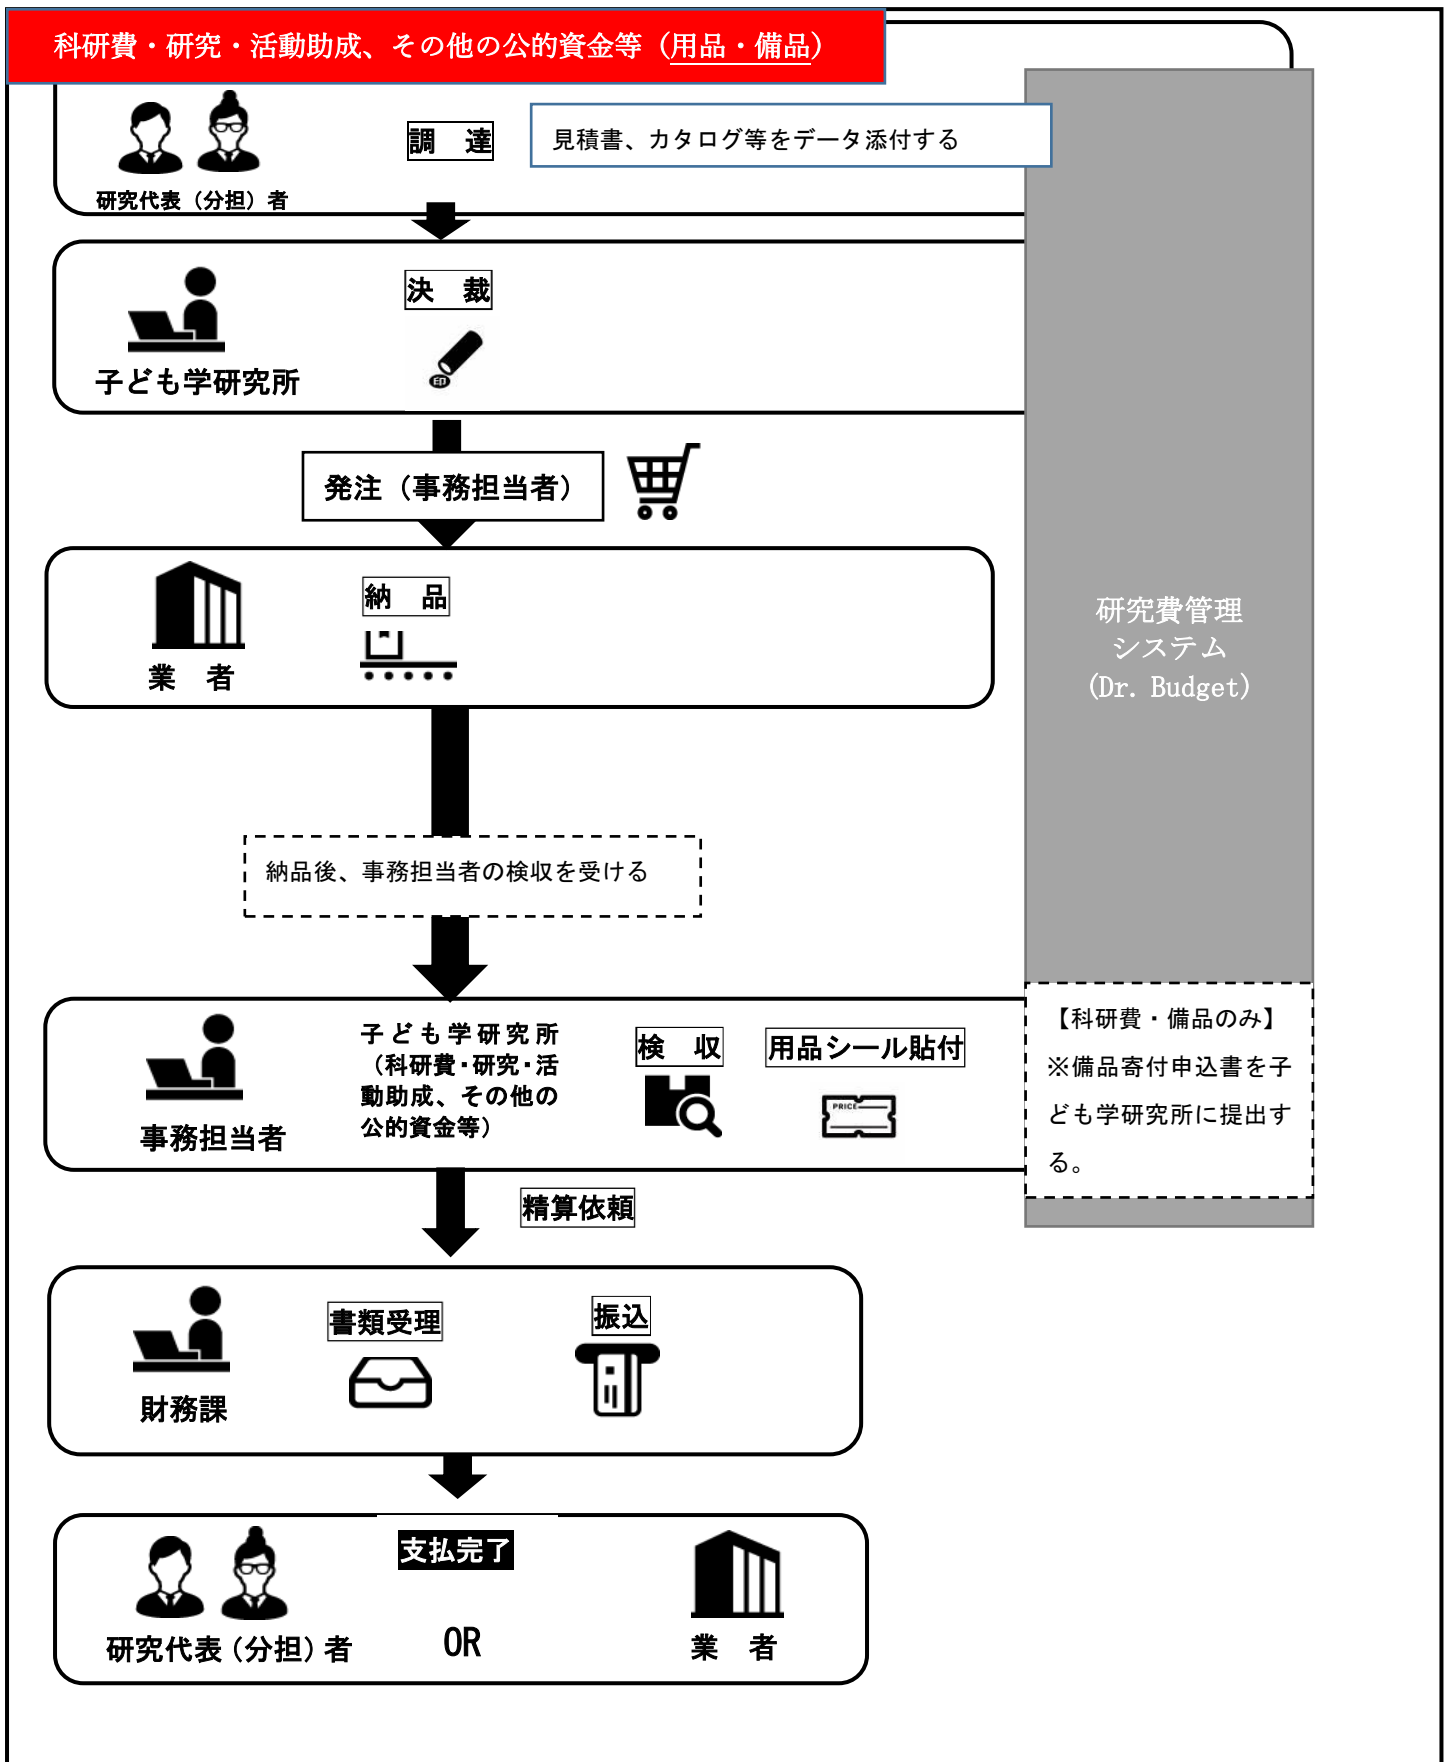 科研費・研究・活動助成、その他の公的資金等（用品・備品）
調　達
見積書、カタログ等をデータ添付する
研究代表（分担）者
決　裁
印
子ども学研究所
発注（事務担当者）
納　品
業　者
研究費管理
システム
(Dr. Budget)
納品後、事務担当者の検収を受ける
子ども学研究所
（科研費・研究・活
動助成、その他の
公的資金等）
検　収
用品シール貼付
PRICE
事務担当者
【科研費・備品のみ】
※備品寄付申込書を子
ども学研究所に提出す
る。
精算依頼
書類受理
振込
財務課
支払完了
研究代表（分担）者
OR
業　者